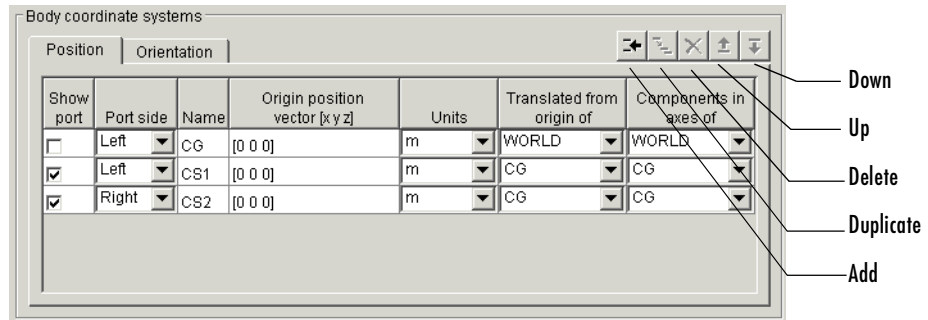 Body coordinate systems
Position Orientation
Show port Port side Name Origin position vector [x y z] Units Translated from origin of Components in axes of
Left CG [0 0 0] m WORLD WORLD
Left CS1 [0 0 0] m CG CG
Right CS2 [0 0 0] m CG CG
Down
Up
Delete
Duplicate
Add